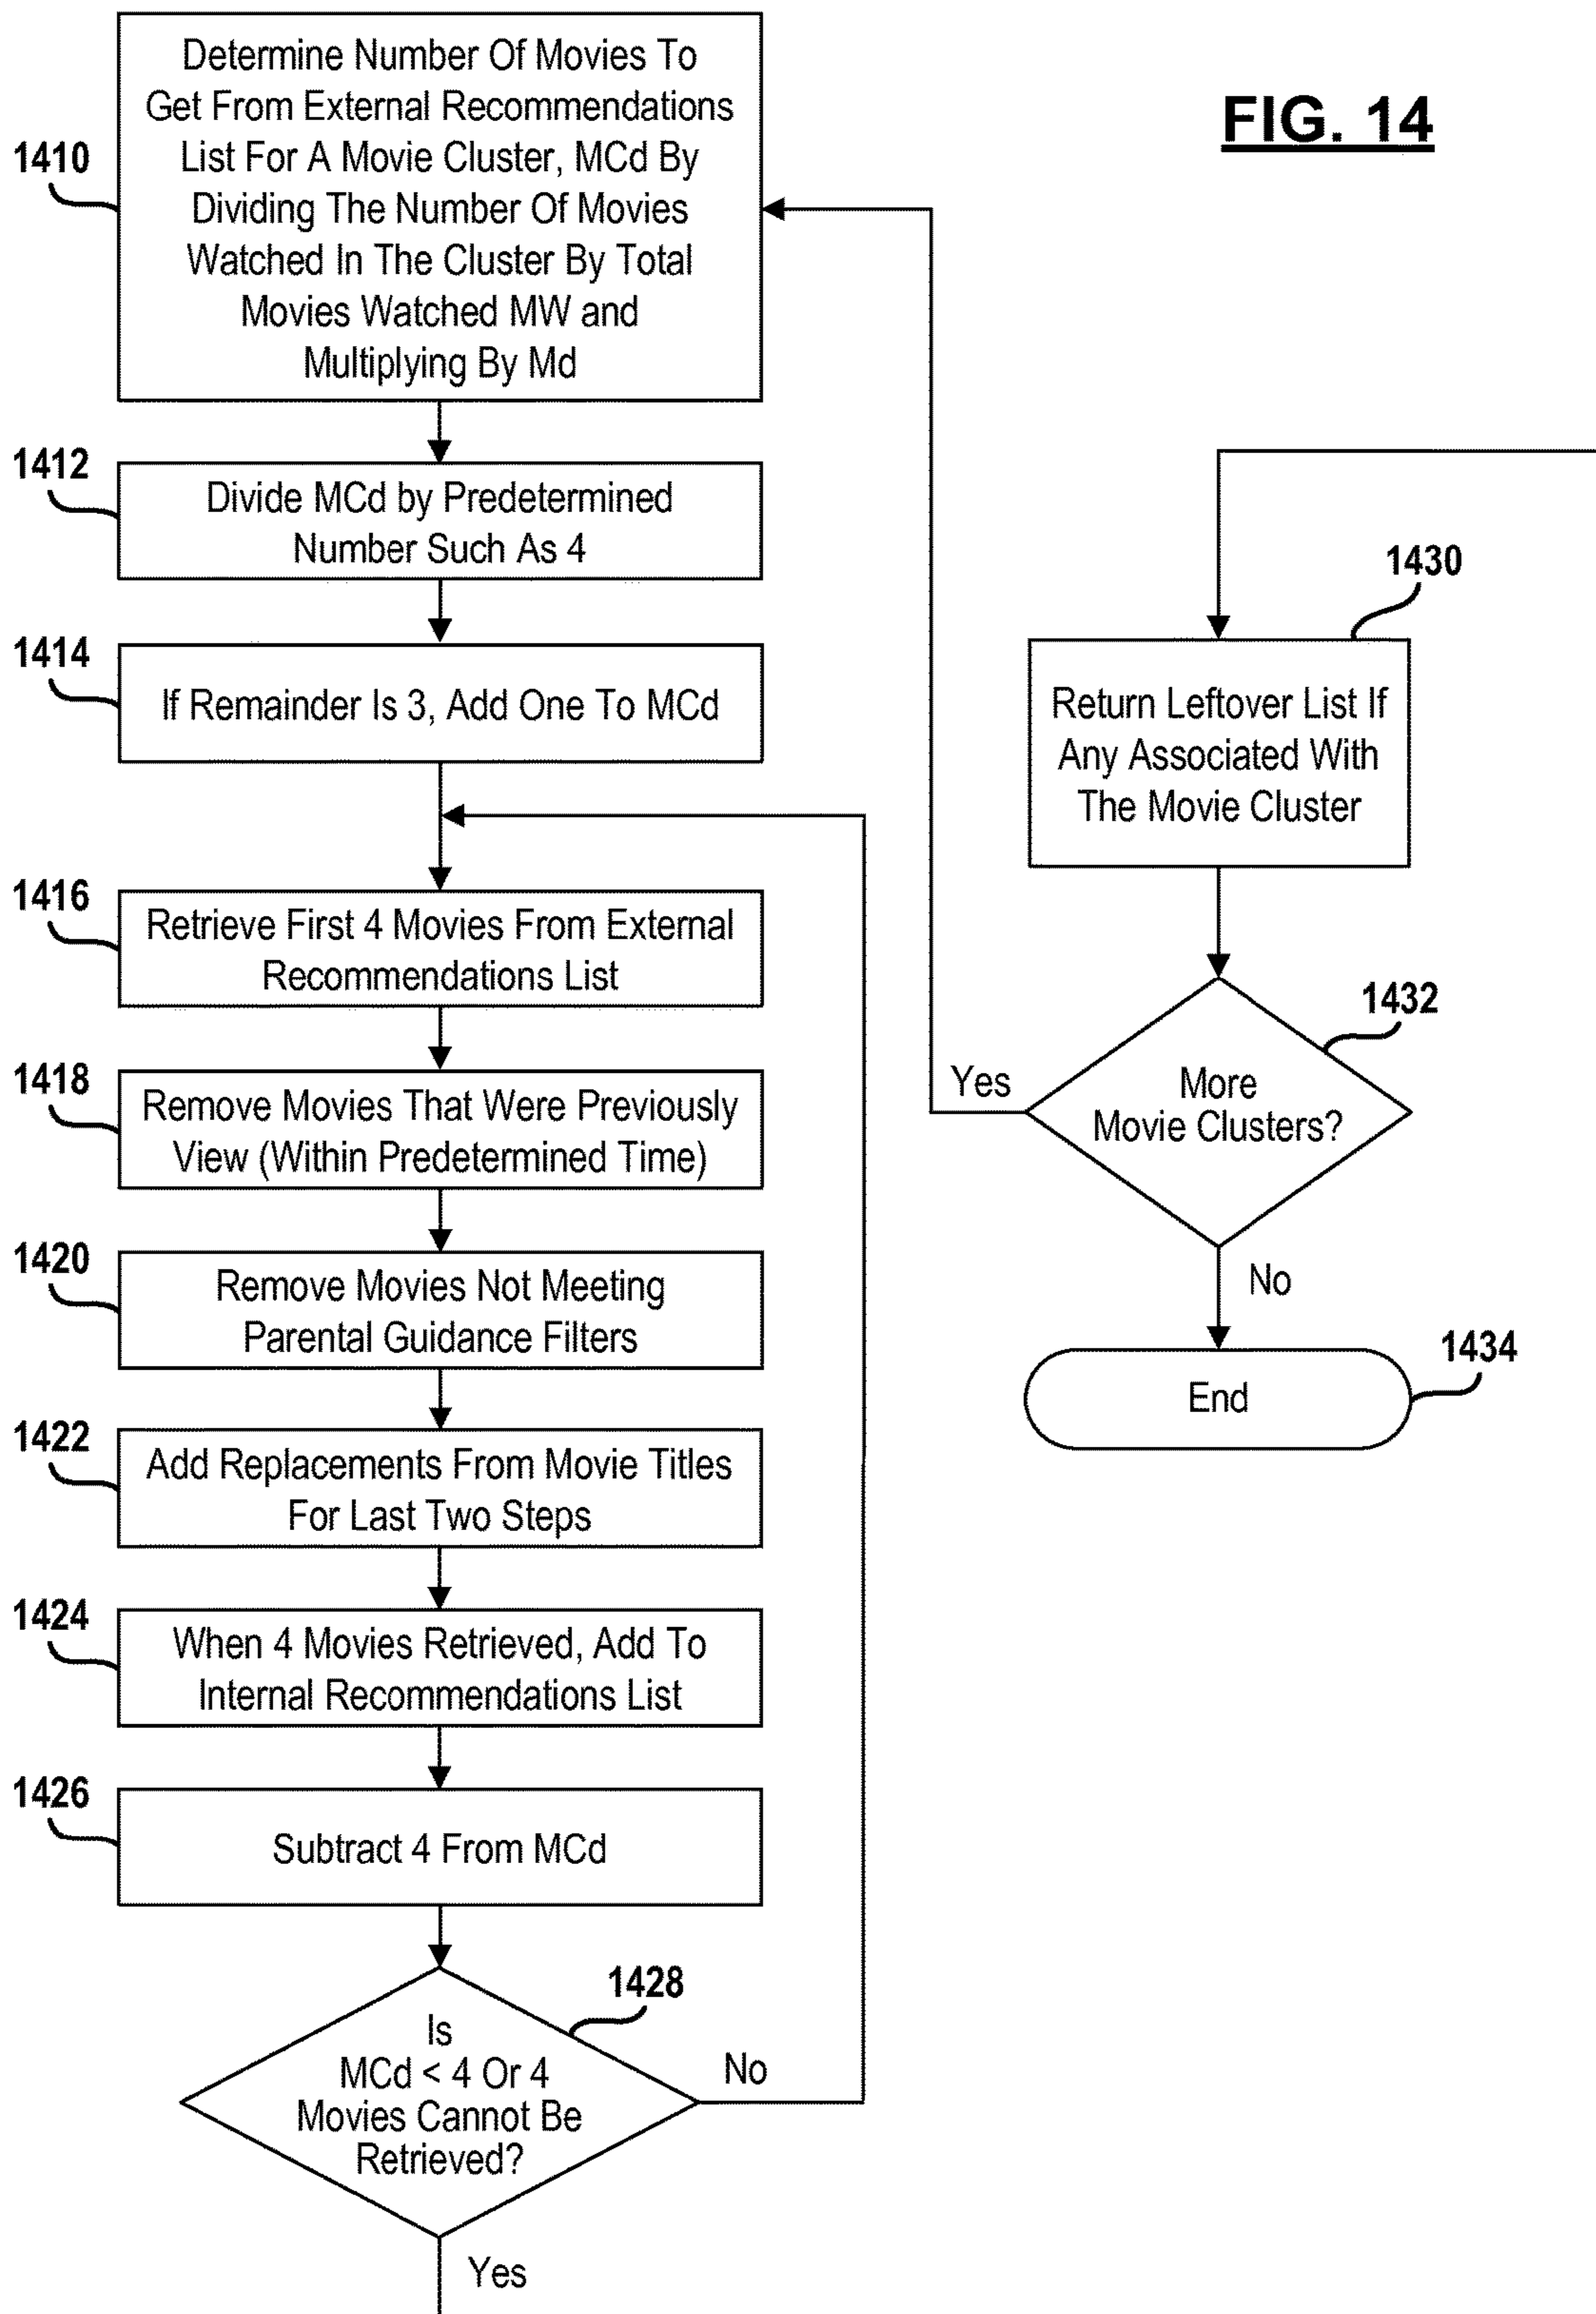 FIG. 14
1410
Determine Number Of Movies To
Get From External Recommendations
List For A Movie Cluster, MCd By
Dividing The Number Of Movies
Watched In The Cluster By Total
Movies Watched MW and
Multiplying By Md
1412
Divide MCd by Predetermined
Number Such As 4
1414
If Remainder Is 3, Add One To MCd
1416
Retrieve First 4 Movies From External
Recommendations List
1418
Remove Movies That Were Previously
View (Within Predetermined Time)
1420
Remove Movies Not Meeting
Parental Guidance Filters
1422
Add Replacements From Movie Titles
For Last Two Steps
1424
When 4 Movies Retrieved, Add To
Internal Recommendations List
1426
Subtract 4 From MCd
1428
Is
MCd < 4 Or 4
Movies Cannot Be
Retrieved?
No
Yes
1430
Return Leftover List If
Any Associated With
The Movie Cluster
1432
More
Movie Clusters?
Yes
No
1434
End